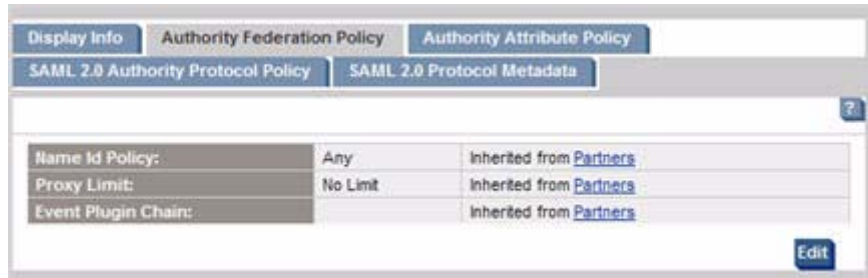 Display Info Authority Federation Policy Authority Attribute Policy
SAML 2.0 Authority Protocol Policy SAML 2.0 Protocol Metadata
?
Name Id Policy: Any Inherited from Partners
Proxy Limit: No Limit Inherited from Partners
Event Plugin Chain: Inherited from Partners
Edit